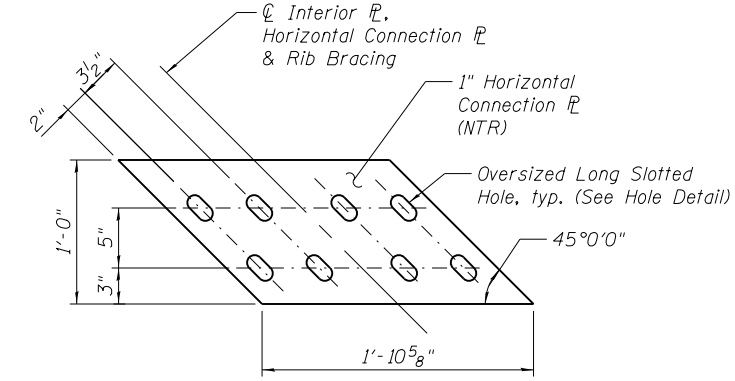 ℄ Interior ⅊,
Horizontal Connection ⅊
& Rib Bracing
3½"
2"
1" Horizontal
Connection ⅊
(NTR)
Oversized Long Slotted
Hole, typ. (See Hole Detail)
1'-0"
5"
3"
45°0'0"
1'-10⅝"